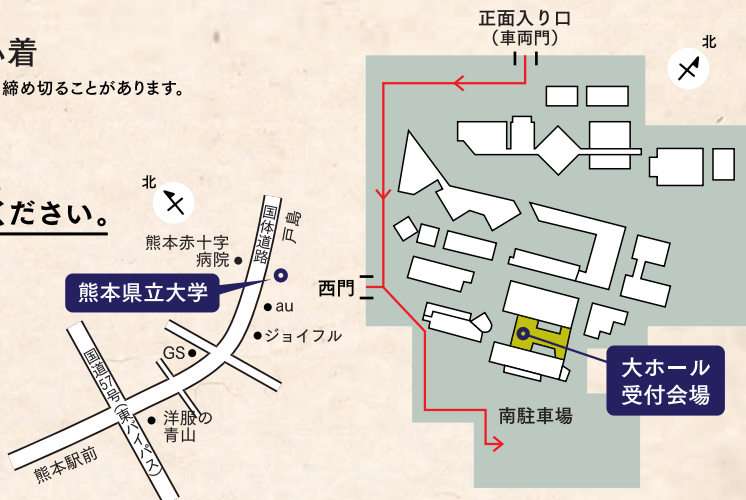 着
締め切ることがあります。
ください。
北
国体道路
戸島
熊本赤十字
病院
熊本県立大学
au
ジョイフル
GS
国道57号(東バイパス)
洋服の
青山
熊本駅前
正面入り口
(車両門)
北
西門
大ホール
受付会場
南駐車場